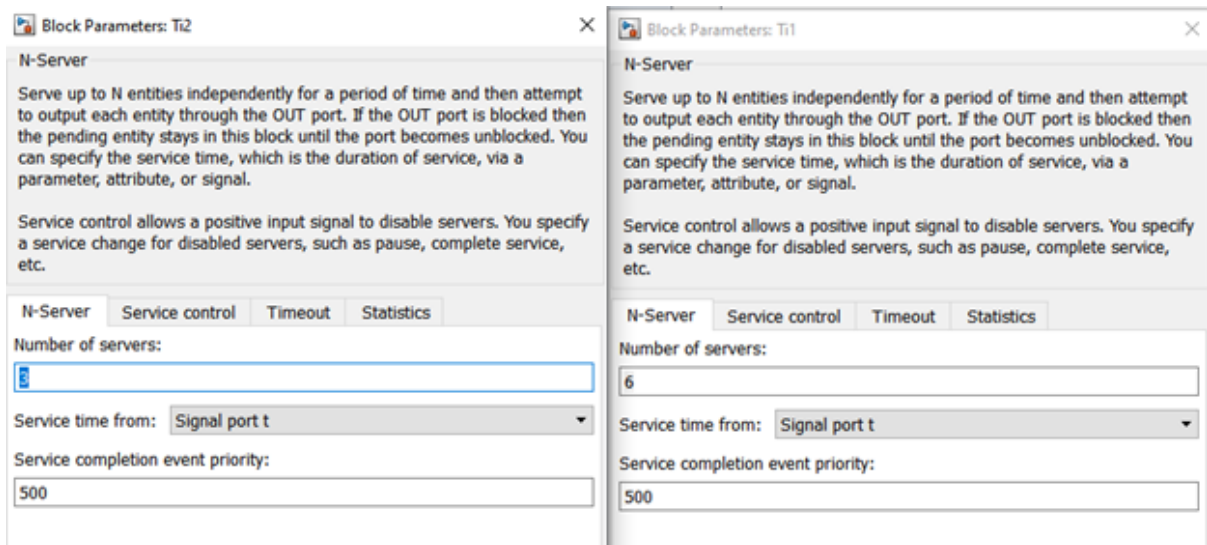 Block Parameters: Ti2
N-Server
Serve up to N entities independently for a period of time and then attempt
to output each entity through the OUT port. If the OUT port is blocked then
the pending entity stays in this block until the port becomes unblocked. You
can specify the service time, which is the duration of service, via a
parameter, attribute, or signal.
Service control allows a positive input signal to disable servers. You specify
a service change for disabled servers, such as pause, complete service,
etc.
N-Server Service control Timeout Statistics
Number of servers:
3
Service time from: Signal port t
Service completion event priority:
500
Block Parameters: Ti1
N-Server
Serve up to N entities independently for a period of time and then attempt
to output each entity through the OUT port. If the OUT port is blocked then
the pending entity stays in this block until the port becomes unblocked. You
can specify the service time, which is the duration of service, via a
parameter, attribute, or signal.
Service control allows a positive input signal to disable servers. You specify
a service change for disabled servers, such as pause, complete service,
etc.
N-Server Service control Timeout Statistics
Number of servers:
6
Service time from: Signal port t
Service completion event priority:
500